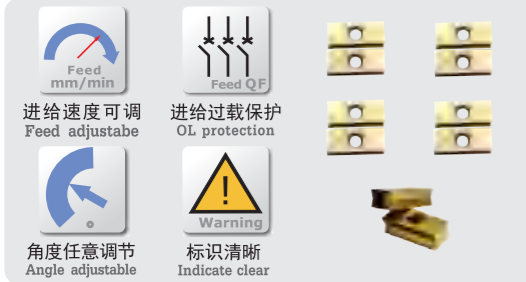 Feed
mm/min
Feed QF
进给速度可调
进给过载保护
Feed adjustabe
OL protection
Warning
角度任意调节
标识清晰
Angle adjustable
Indicate clear